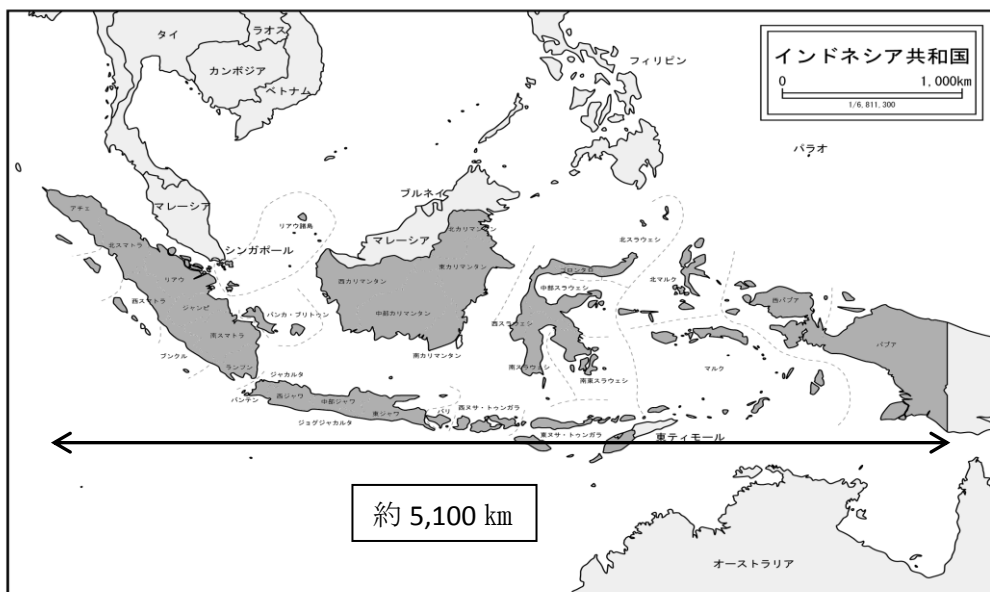 タイ
ラオス
カンボジア
ベトナム
フィリピン
インドネシア共和国
0 1,000km
1/6,811,300
パラオ
マレーシア
ブルネイ
マレーシア
シンガポール
リアウ諸島
アチェ
北スマトラ
リアウ
西スマトラ
ジャンビ
バンカ・ブリトゥン
南スマトラ
ブンクル
ランプン
北カリマンタン
東カリマンタン
西カリマンタン
中部カリマンタン
南カリマンタン
北スラウェシ
ゴロンタロ
中部スラウェシ
西スラウェシ
南スラウェシ
南東スラウェシ
北マルク
マルク
西パプア
パプア
ジャカルタ
バンテン
西ジャワ
中部ジャワ
東ジャワ
ジョグジャカルタ
バリ
西ヌサ・トゥンガラ
東ヌサ・トゥンガラ
東ティモール
約 5,100 ㎞
オーストラリア